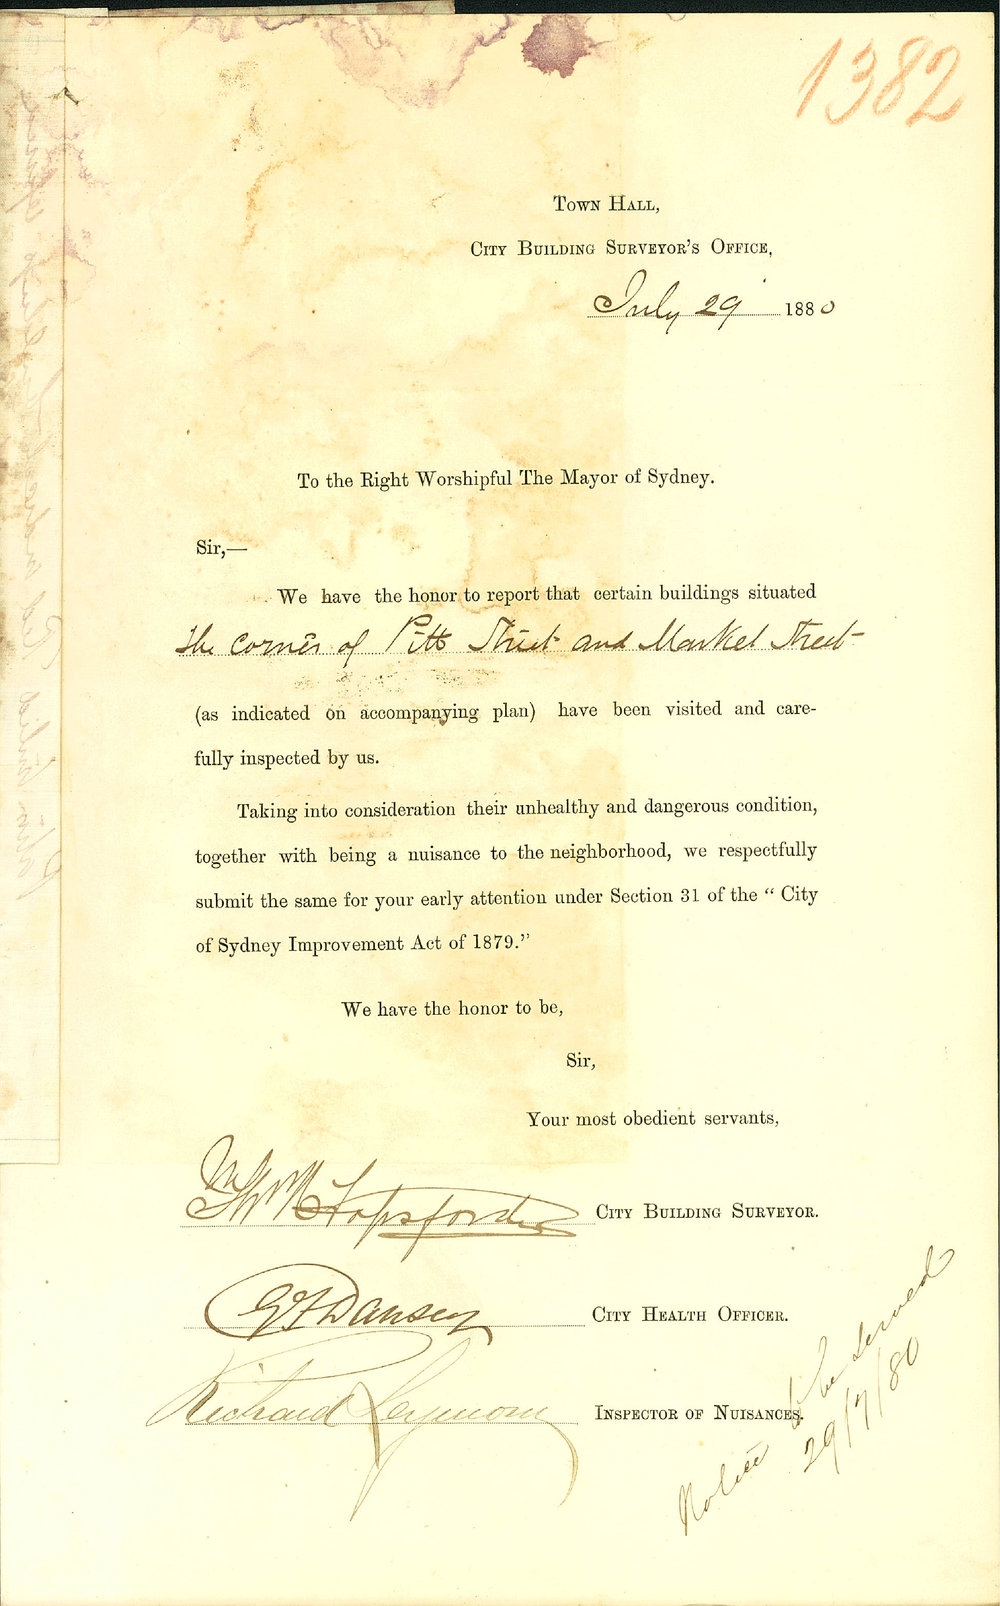 1382
TOWN HALL,
CITY BUILDING SURVEYOR'S OFFICE,
July 29 1880
To the Right Worshipful The Mayor of Sydney.
Sir,—
We have the honor to report that certain buildings situated
the corner of Pitt Street and Market Street
(as indicated on accompanying plan) have been visited and care-
fully inspected by us.
Taking into consideration their unhealthy and dangerous condition,
together with being a nuisance to the neighborhood, we respectfully
submit the same for your early attention under Section 31 of the “ City
of Sydney Improvement Act of 1879.”
We have the honor to be,
Sir,
Your most obedient servants,
CITY BUILDING SURVEYOR.
G F Dansey CITY HEALTH OFFICER.
Richard Seymour INSPECTOR OF NUISANCES.
Notice to be served
29/7/80